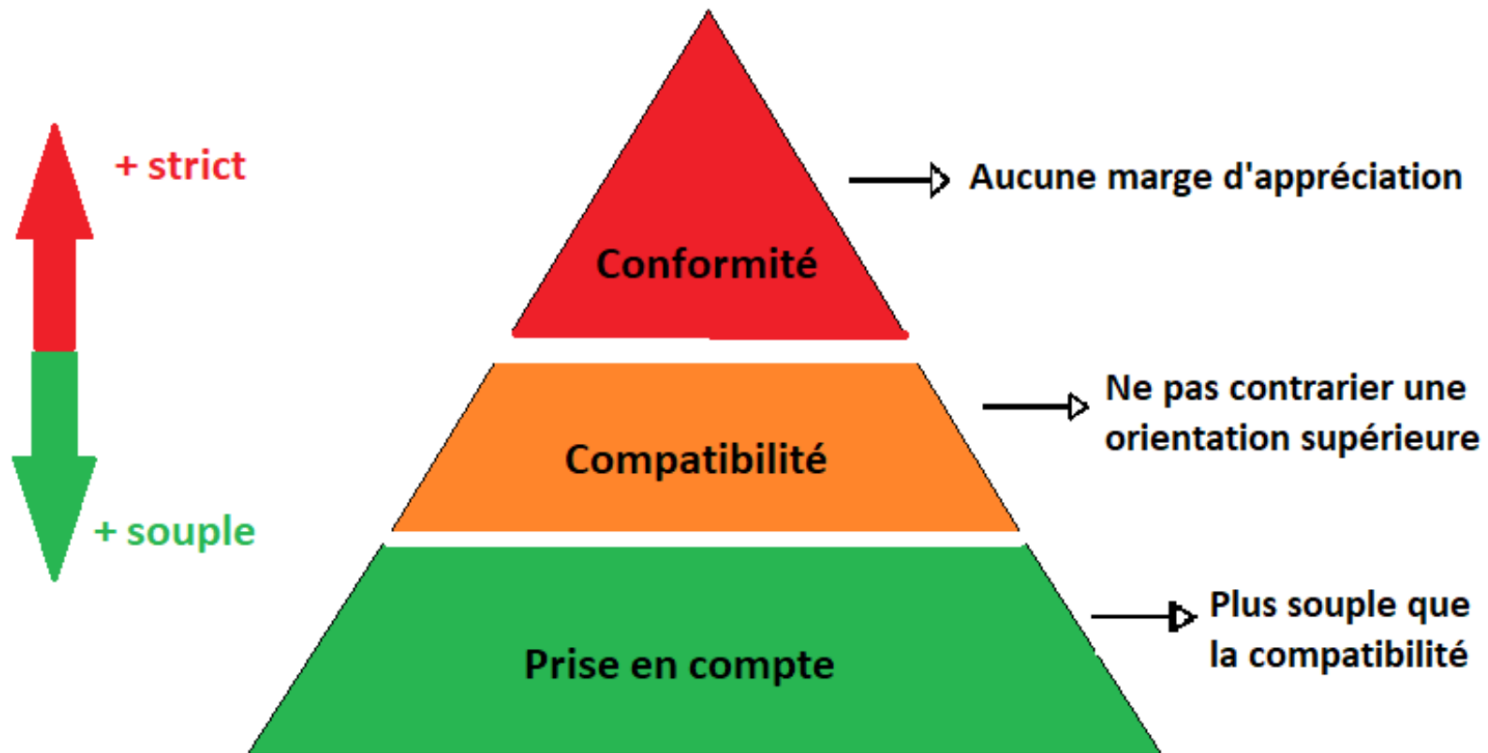 + strict
Aucune marge d'appréciation
Conformité
Ne pas contrarier une
orientation supérieure
Compatibilité
+ souple
Plus souple que
la compatibilité
Prise en compte